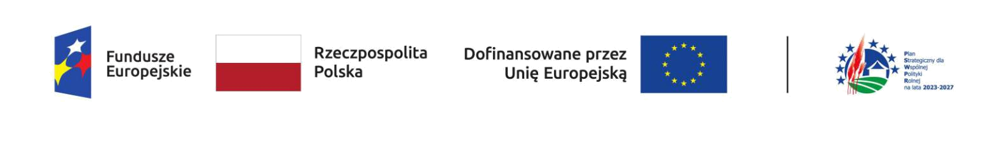 Fundusze
Europejskie
Rzeczpospolita
Polska
Dofinansowane przez
Unię Europejską
Plan
Strategiczny dla
Wspólnej
Polityki
Rolnej
na lata 2023-2027